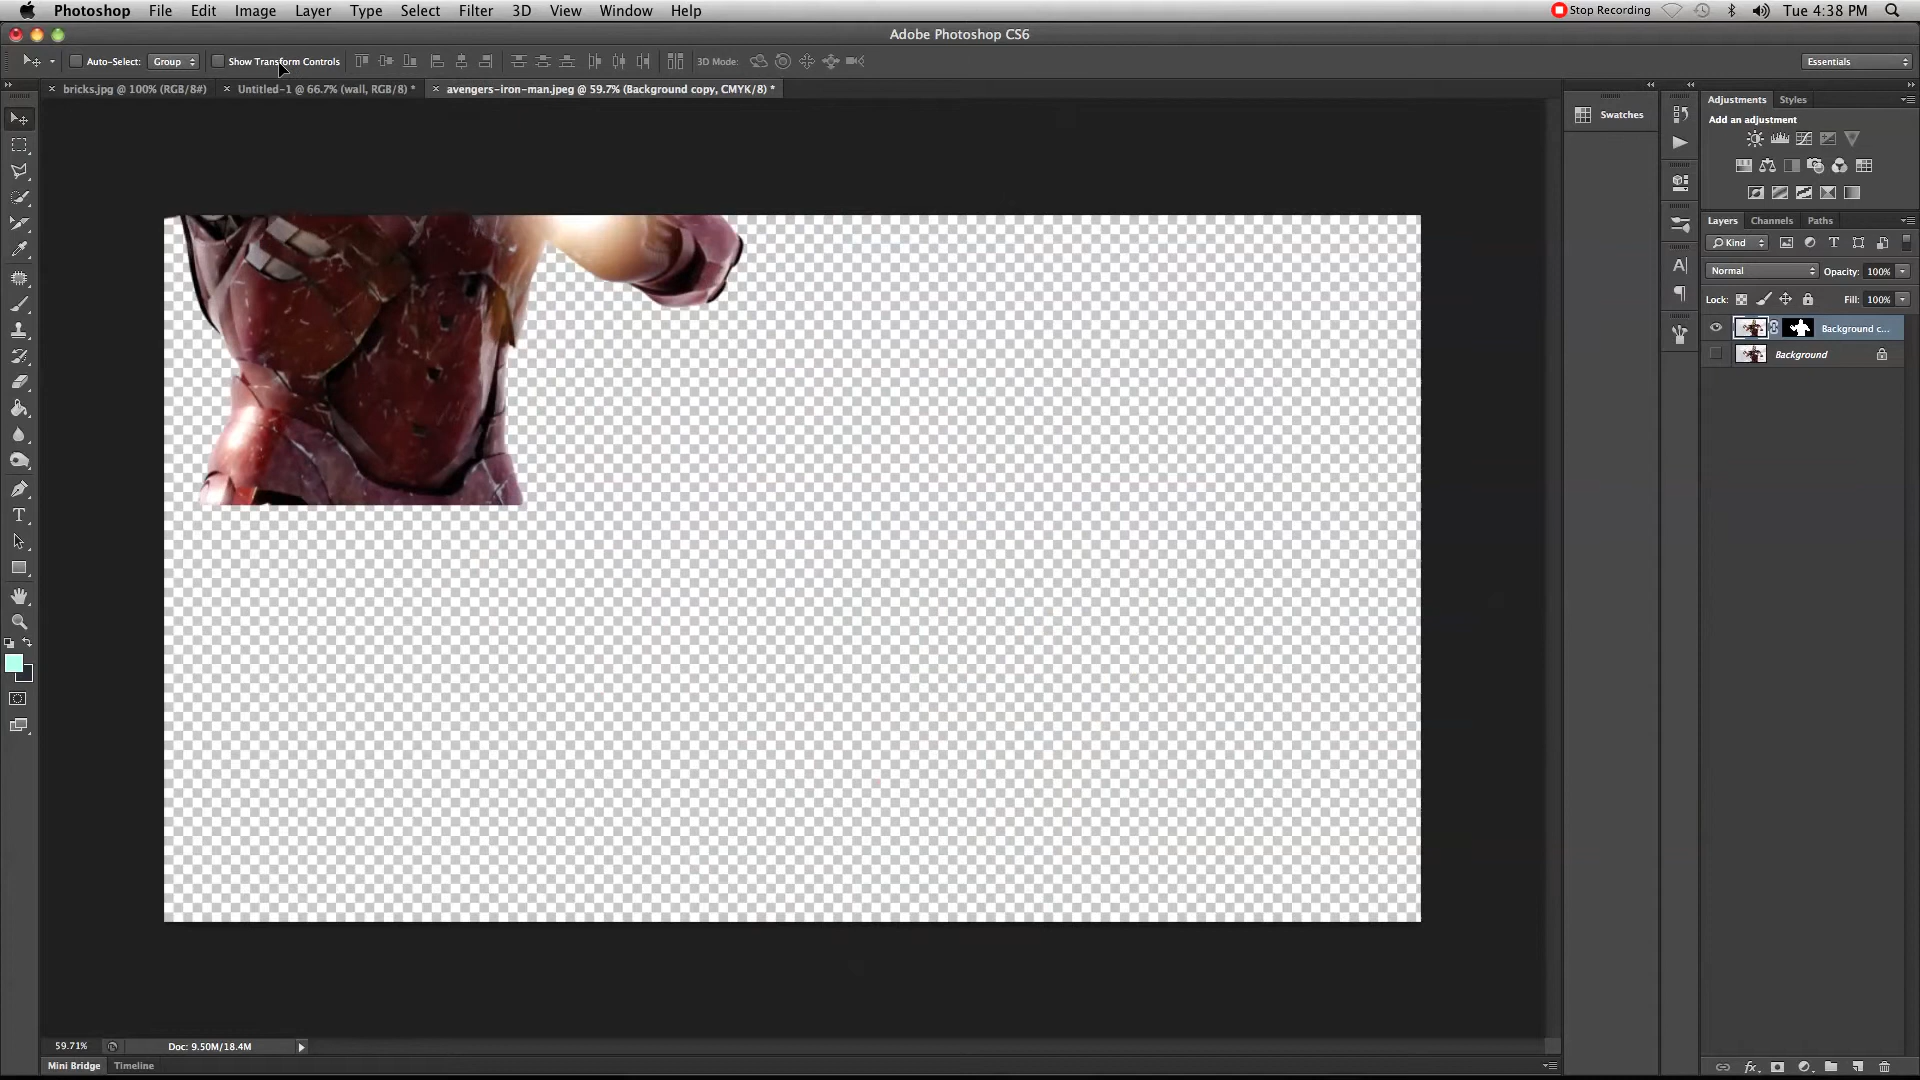 Photoshop File Edit Image Layer Type Select Filter 3D View Window Help Stop Recording Tue 4:38 PM
Adobe Photoshop CS6
Auto-Select: Group Show Transform Controls 3D Mode: Essentials
bricks.jpg @ 100% (RGB/8#) Untitled-1 @ 66.7% (wall, RGB/8) * avengers-iron-man.jpeg @ 59.7% (Background copy, CMYK/8) *
Swatches
Adjustments Styles
Add an adjustment
Layers Channels Paths
Kind
Normal Opacity: 100%
Lock: Fill: 100%
Background c...
Background
59.71% Doc: 9.50M/18.4M
Mini Bridge Timeline